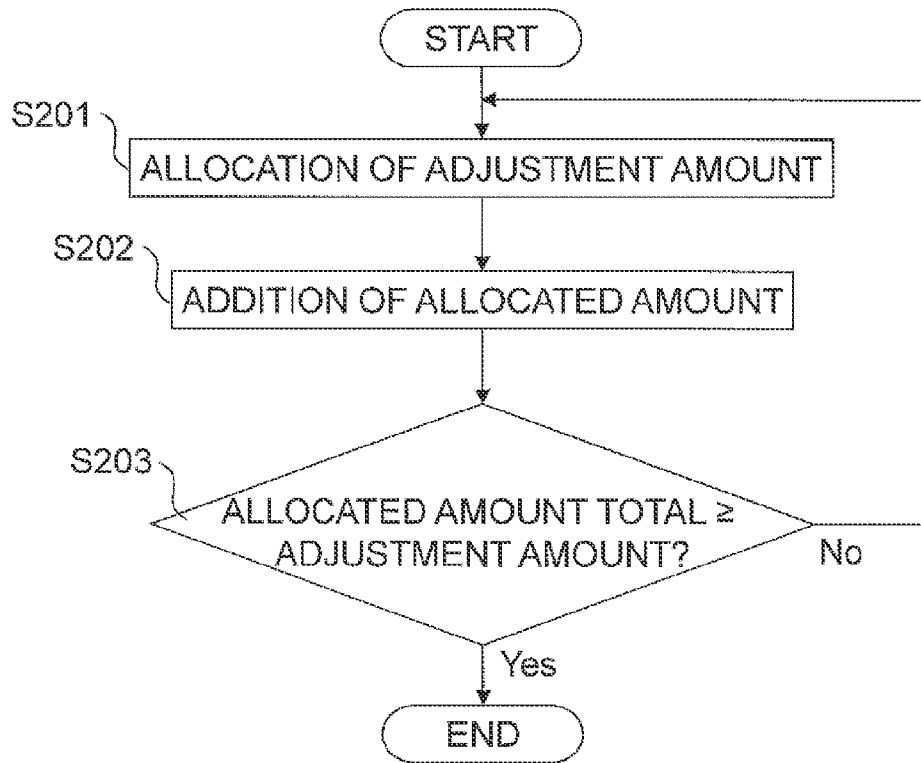 START
S201
ALLOCATION OF ADJUSTMENT AMOUNT
S202
ADDITION OF ALLOCATED AMOUNT
S203
ALLOCATED AMOUNT TOTAL ≥
ADJUSTMENT AMOUNT?
No
Yes
END